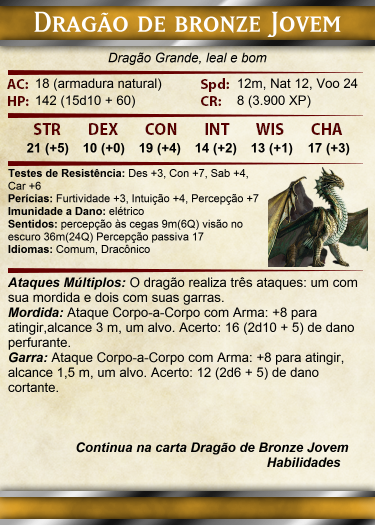 Dragão de bronze Jovem
Dragão Grande, leal e bom
AC: 18 (armadura natural) Spd: 12m, Nat 12, Voo 24
HP: 142 (15d10 + 60) CR: 8 (3.900 XP)
STR DEX CON INT WIS CHA
21 (+5) 10 (+0) 19 (+4) 14 (+2) 13 (+1) 17 (+3)
Testes de Resistência: Des +3, Con +7, Sab +4,
Car +6
Perícias: Furtividade +3, Intuição +4, Percepção +7
Imunidade a Dano: elétrico
Sentidos: percepção às cegas 9m(6Q) visão no
escuro 36m(24Q) Percepção passiva 17
Idiomas: Comum, Dracônico
Ataques Múltiplos: O dragão realiza três ataques: um com
sua mordida e dois com suas garras.
Mordida: Ataque Corpo-a-Corpo com Arma: +8 para
atingir,alcance 3 m, um alvo. Acerto: 16 (2d10 + 5) de dano
perfurante.
Garra: Ataque Corpo-a-Corpo com Arma: +8 para atingir,
alcance 1,5 m, um alvo. Acerto: 12 (2d6 + 5) de dano
cortante.
Continua na carta Dragão de Bronze Jovem
Habilidades